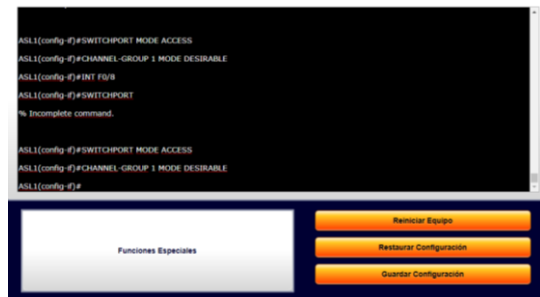 ASL1(config-if)#SWITCHPORT MODE ACCESS
ASL1(config-if)#CHANNEL-GROUP 1 MODE DESIRABLE
ASL1(config-if)#INT F0/8
ASL1(config-if)#SWITCHPORT
% Incomplete command.
ASL1(config-if)#SWITCHPORT MODE ACCESS
ASL1(config-if)#CHANNEL-GROUP 1 MODE DESIRABLE
ASL1(config-if)#
Funciones Especiales
Reiniciar Equipo
Restaurar Configuración
Guardar Configuración